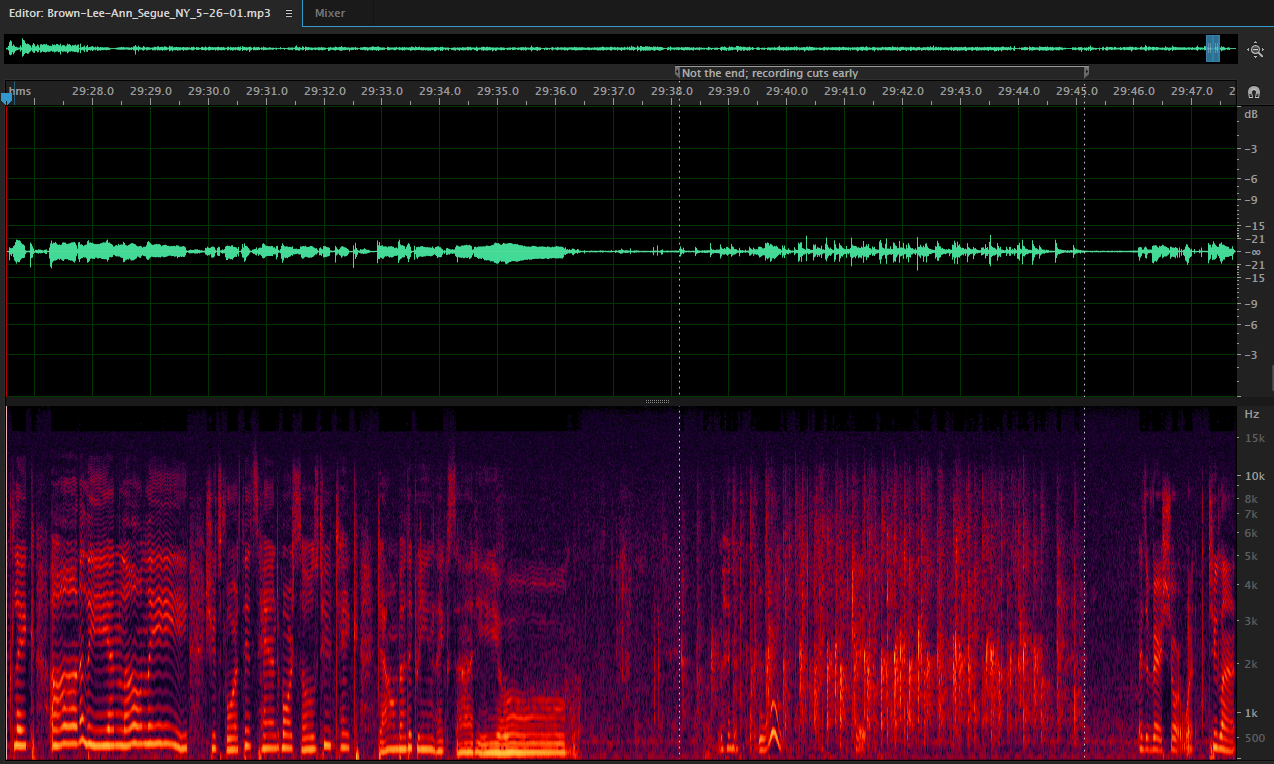 Editor: Brown-Lee-Ann_Segue_NY_5-26-01.mp3 ≡ Mixer
Not the end; recording cuts early
hms 29:28.0 29:29.0 29:30.0 29:31.0 29:32.0 29:33.0 29:34.0 29:35.0 29:36.0 29:37.0 29:38.0 29:39.0 29:40.0 29:41.0 29:42.0 29:43.0 29:44.0 29:45.0 29:46.0 29:47.0 2
dB
-3
-6
-9
-15
-21
-∞
-21
-15
-9
-6
-3
Hz
15k
10k
8k
7k
6k
5k
4k
3k
2k
1k
500